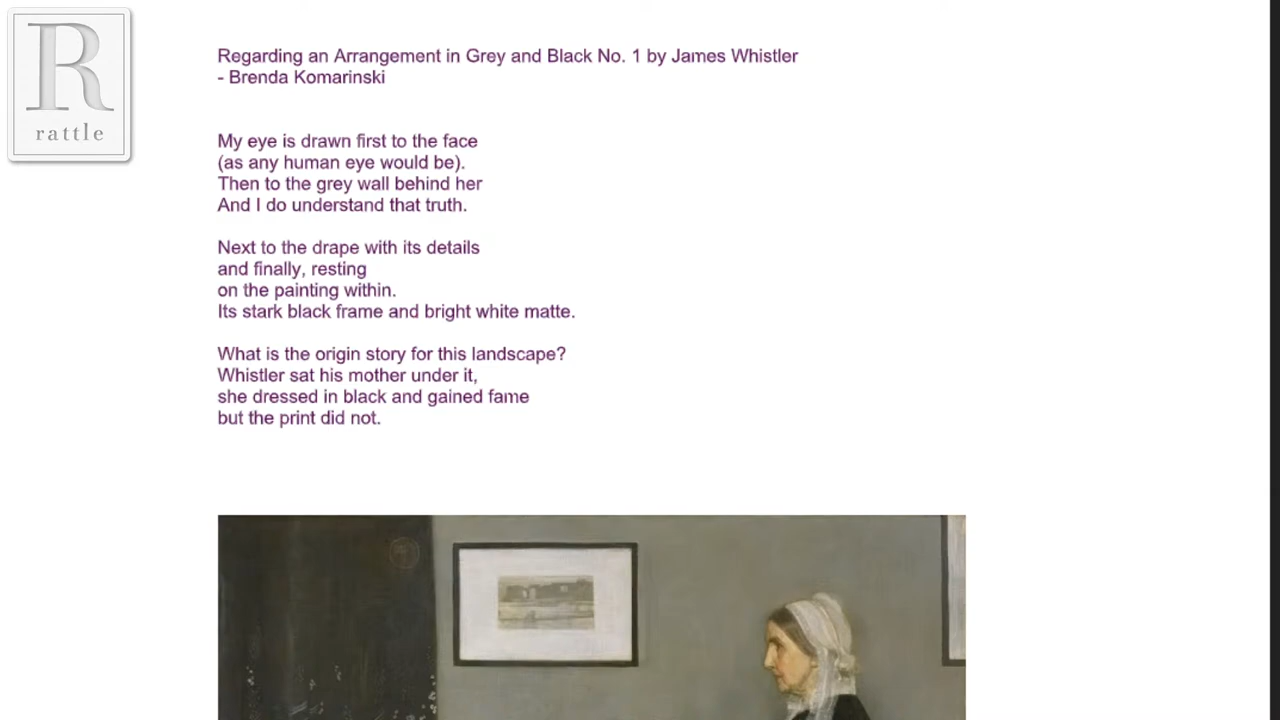 R
rattle
Regarding an Arrangement in Grey and Black No. 1 by James Whistler
- Brenda Komarinski
My eye is drawn first to the face
(as any human eye would be).
Then to the grey wall behind her
And I do understand that truth.
Next to the drape with its details
and finally, resting
on the painting within.
Its stark black frame and bright white matte.
What is the origin story for this landscape?
Whistler sat his mother under it,
she dressed in black and gained fame
but the print did not.